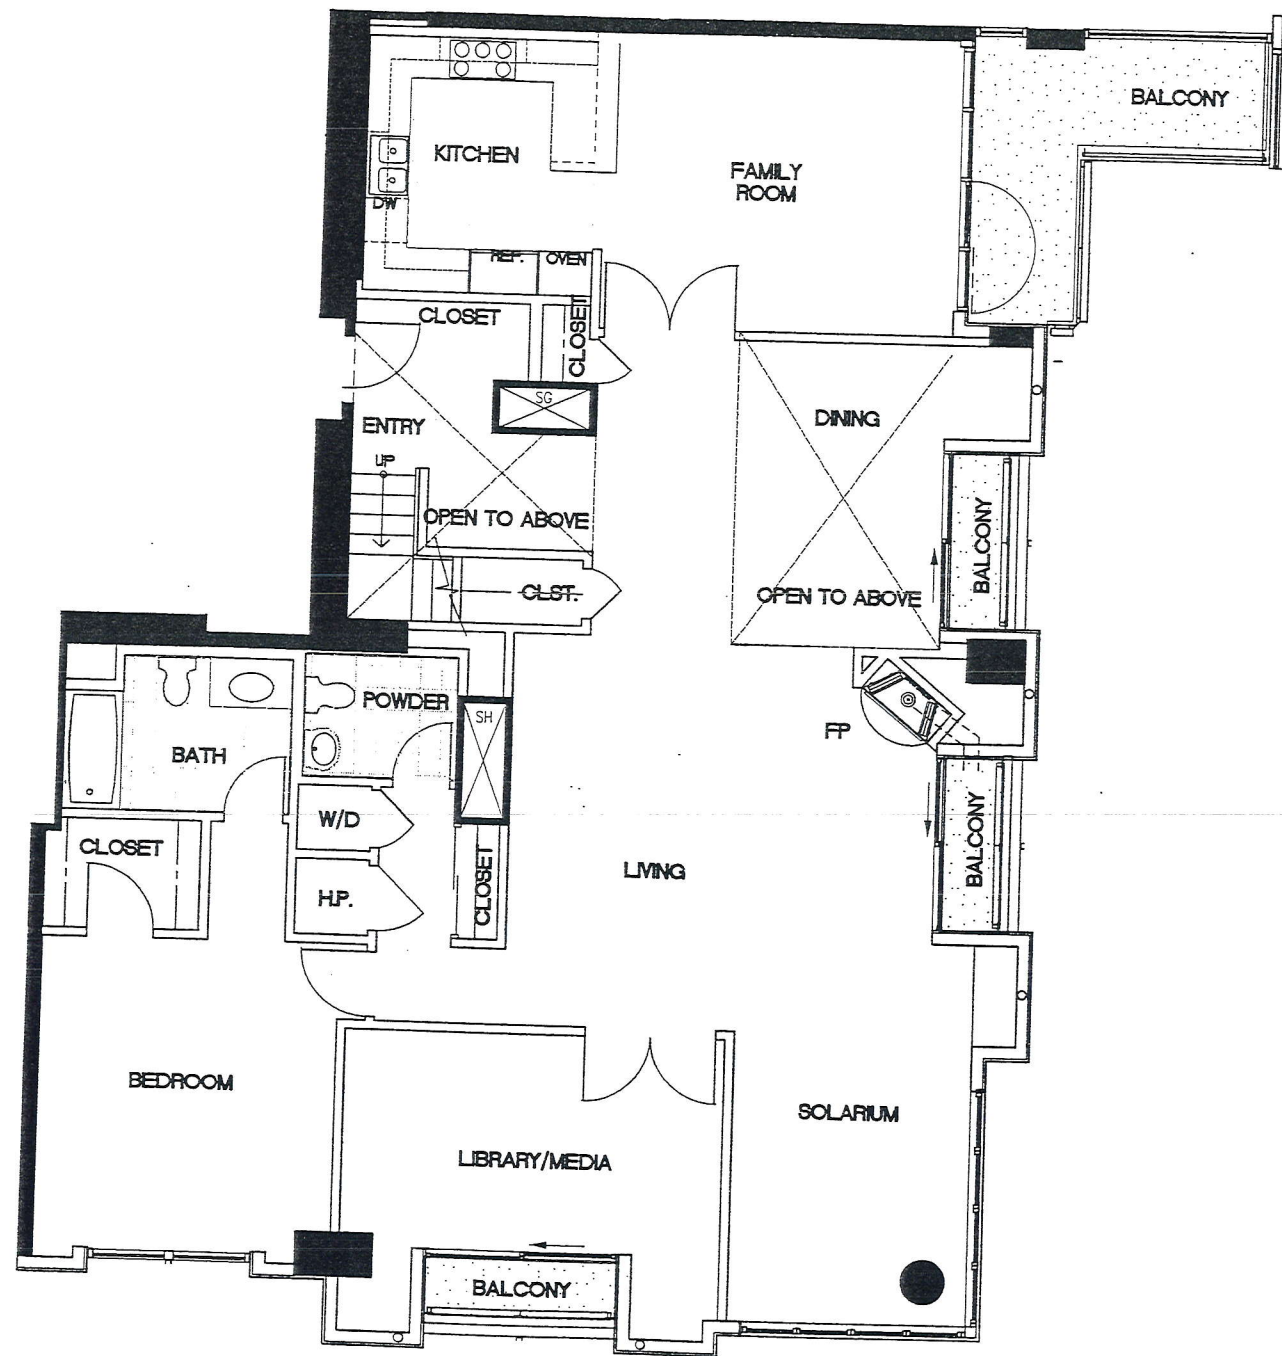 BALCONY
KITCHEN
FAMILY
ROOM
DW
REF.
OVEN
CLOSET
CLOSET
SG
ENTRY
DINING
UP
OPEN TO ABOVE
BALCONY
CLST.
OPEN TO ABOVE
POWDER
SH
FP
BATH
W/D
BALCONY
CLOSET
LIVING
CLOSET
H.P.
BEDROOM
SOLARIUM
LIBRARY/MEDIA
BALCONY